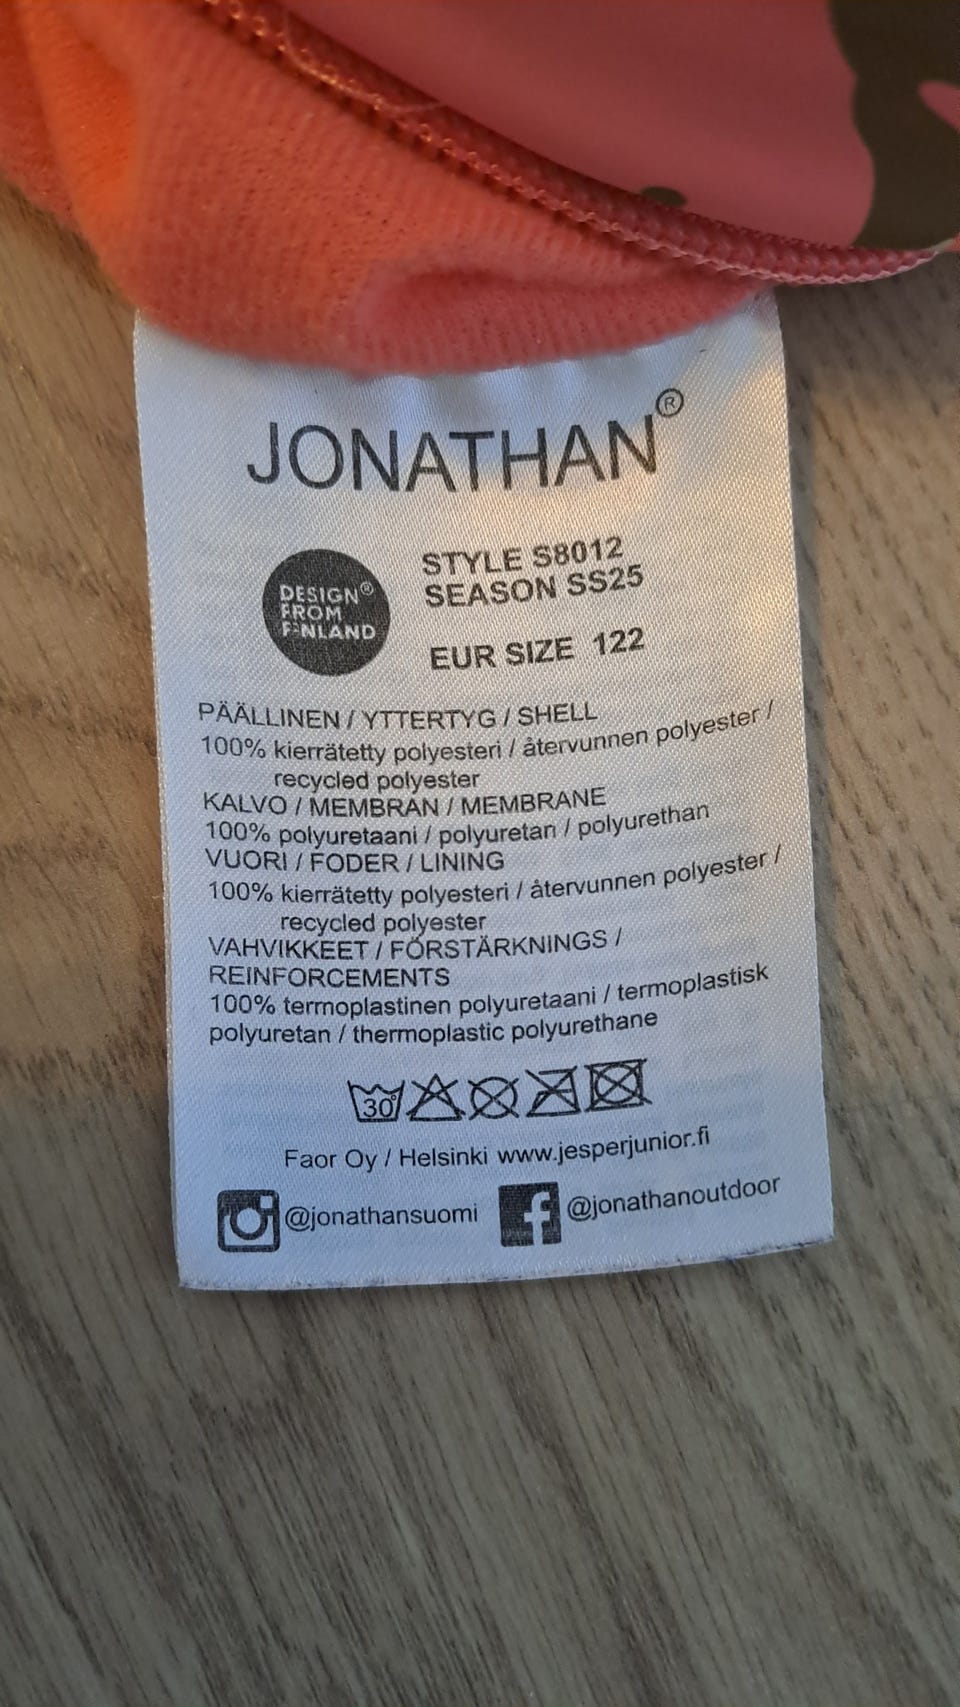 JONATHAN®
DESIGN®
FROM
FINLAND
STYLE S8012
SEASON SS25
EUR SIZE 122
PÄÄLLINEN / YTTERTYG / SHELL
100% kierrätetty polyesteri / återvunnen polyester /
recycled polyester
KALVO / MEMBRAN / MEMBRANE
100% polyuretaani / polyuretan / polyurethan
VUORI / FODER / LINING
100% kierrätetty polyesteri / återvunnen polyester /
recycled polyester
VAHVIKKEET / FÖRSTÄRKNINGS /
REINFORCEMENTS
100% termoplastinen polyuretaani / termoplastisk
polyuretan / thermoplastic polyurethane
30°
Faor Oy / Helsinki www.jesperjunior.fi
@jonathansuomi
@jonathanoutdoor